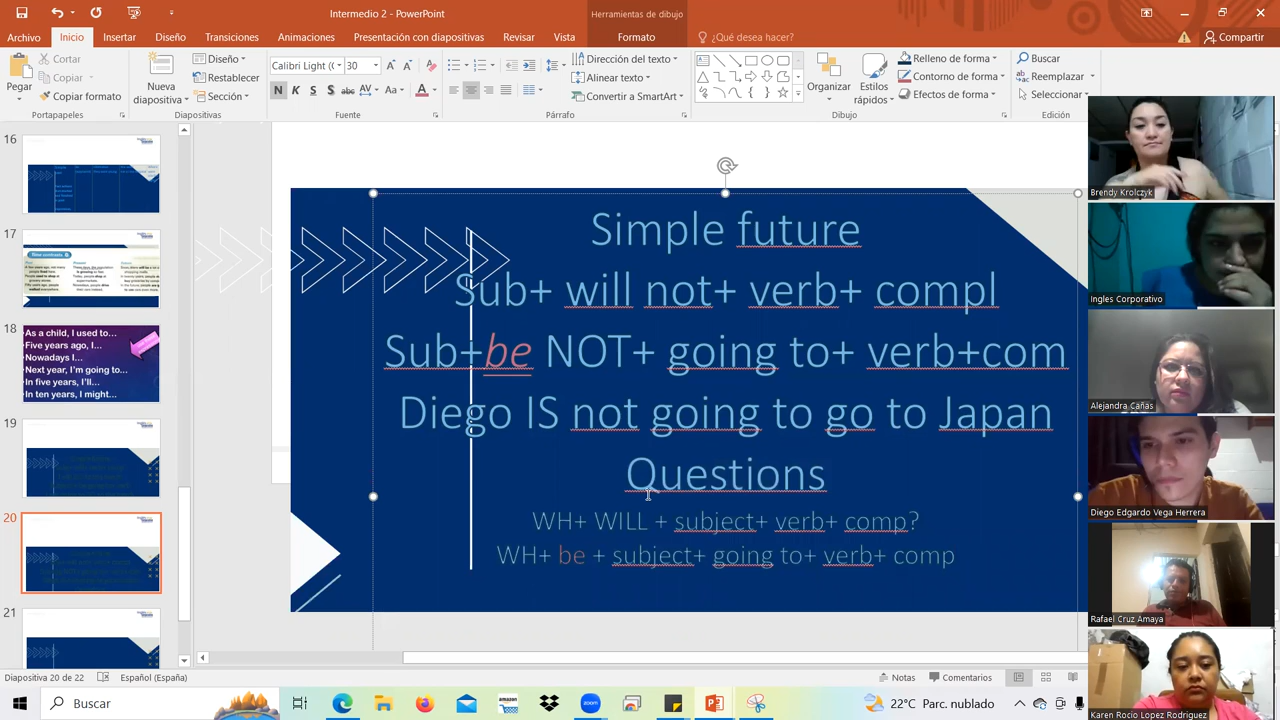 Intermedio 2 - PowerPoint
Herramientas de dibujo
Archivo Inicio Insertar Diseño Transiciones Animaciones Presentación con diapositivas Revisar Vista Formato ¿Qué desea hacer? Compartir
Pegar
Cortar
Copiar
Copiar formato
Portapapeles
Nueva diapositiva
Diseño
Restablecer
Sección
Diapositivas
Calibri Light ( 30
N K S S abc AV Aa A
Fuente
Dirección del texto
Alinear texto
Convertir a SmartArt
Párrafo
Organizar
Estilos rápidos
Relleno de forma
Contorno de forma
Efectos de forma
Dibujo
Buscar
Reemplazar
Seleccionar
Edición
16
17
18
As a child, I used to...
Five years ago, I...
Nowadays I...
Next year, I'm going to...
In five years, I'll...
In ten years, I might...
19
20
21
Simple future
Sub+ will not+ verb+ compl
Sub+be NOT+ going to+ verb+com
Diego IS not going to go to Japan
Questions
WH+ WILL + subject+ verb+ comp?
WH+ be + subject+ going to+ verb+ comp
Brendy Krolczyk
Ingles Corporativo
Alejandra Cañas
Diego Edgardo Vega Herrera
Rafael Cruz Amaya
Karen Rocio Lopez Rodriguez
Diapositiva 20 de 22 Español (España) Notas Comentarios
Buscar
amazon
zoom
22°C Parc. nublado